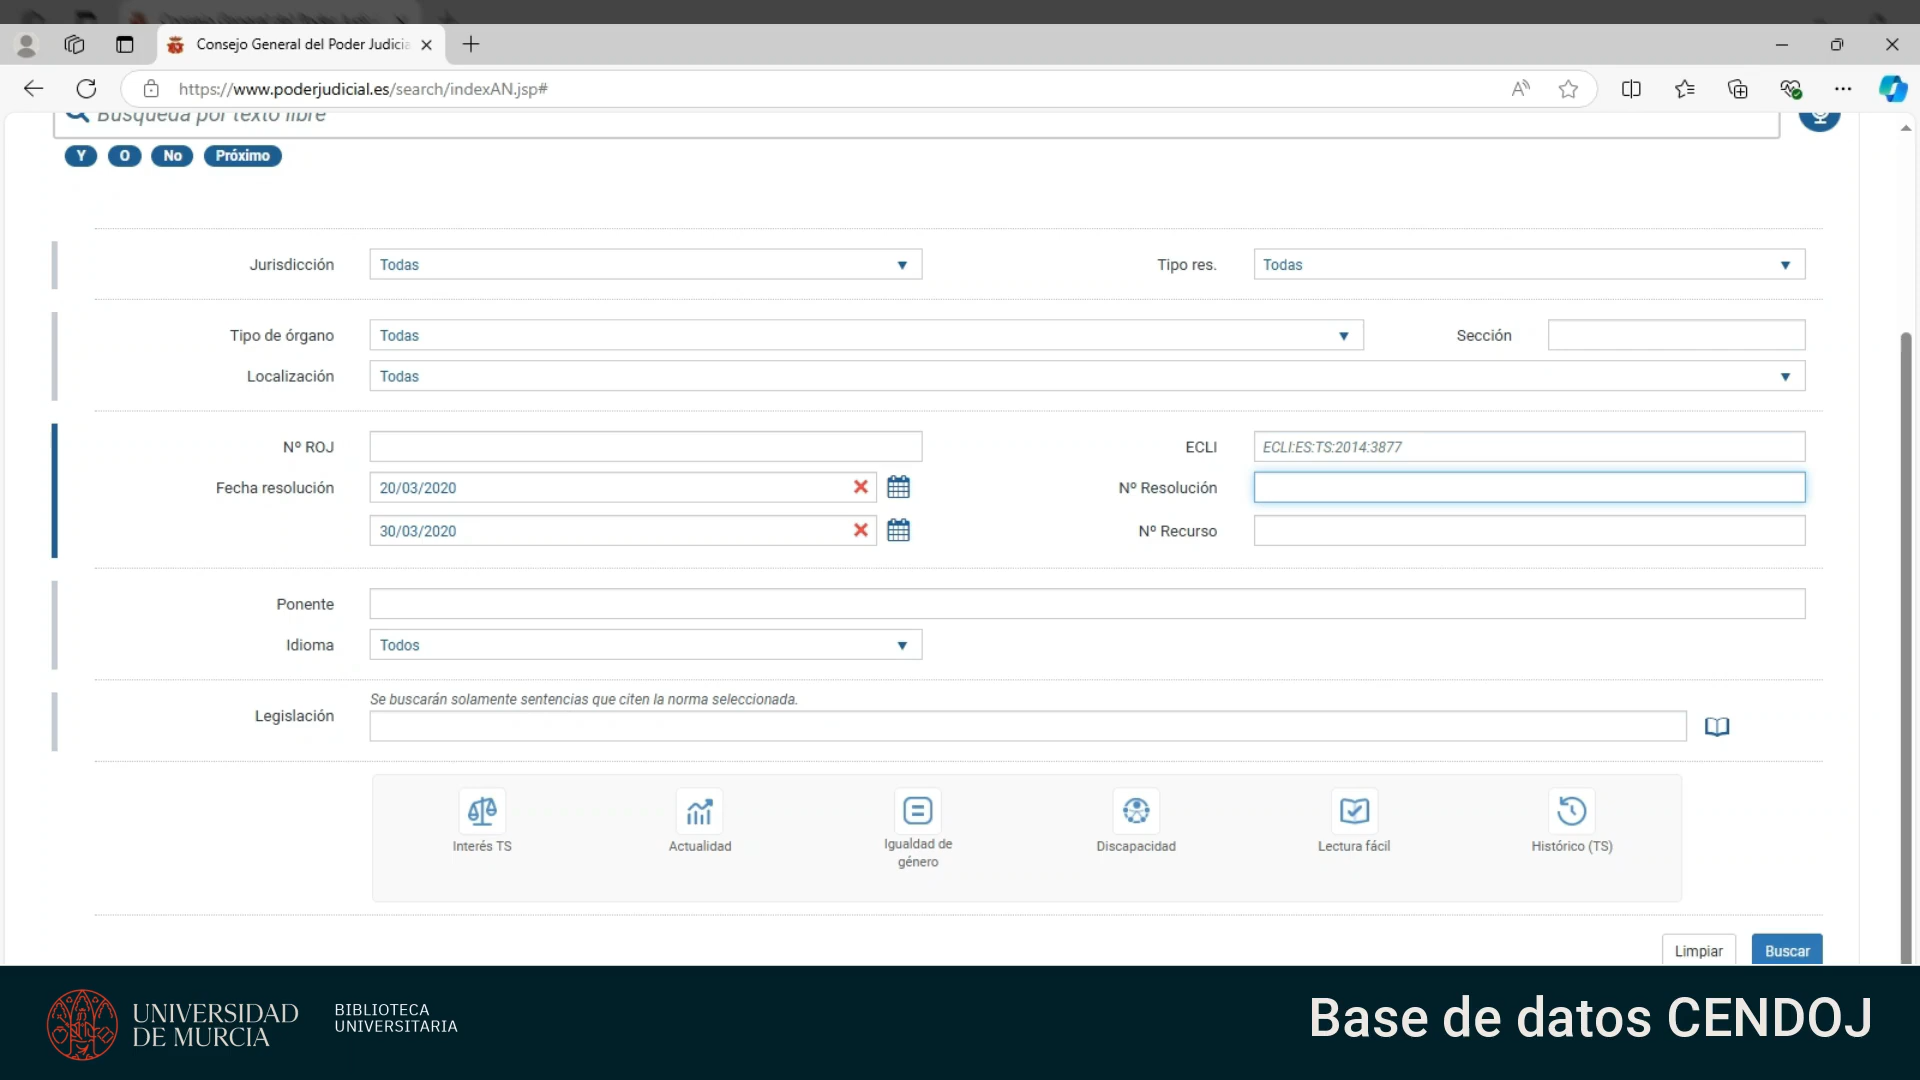 Consejo General del Poder Judicia
https://www.poderjudicial.es/search/indexAN.jsp#
Búsqueda por texto libre
Y O No Próximo
Jurisdicción Todas Tipo res. Todas
Tipo de órgano Todas Sección
Localización Todas
Nº ROJ ECLI ECLI:ES:TS:2014:3877
Fecha resolución 20/03/2020 Nº Resolución
30/03/2020 Nº Recurso
Ponente
Idioma Todos
Se buscarán solamente sentencias que citen la norma seleccionada.
Legislación
Interés TS Actualidad Igualdad de género Discapacidad Lectura fácil Histórico (TS)
Limpiar Buscar
UNIVERSIDAD DE MURCIA
BIBLIOTECA UNIVERSITARIA
Base de datos CENDOJ